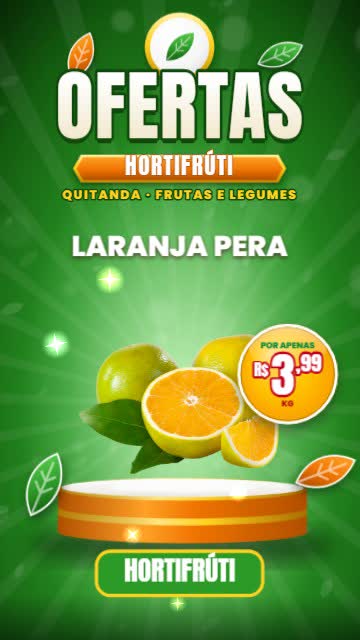 OFERTAS
HORTIFRÚTI
QUITANDA - FRUTAS E LEGUMES
LARANJA PERA
POR APENAS
R$3,99
KG
HORTIFRÚTI